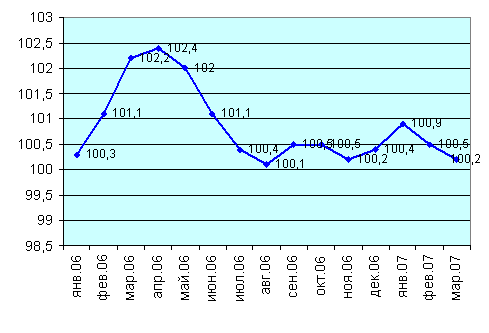 103
102,5
102
101,5
101
100,5
100
99,5
99
98,5
100,3
101,1
102,2
102,4
102
101,1
100,4
100,1
100,5
100,5
100,2
100,4
100,9
100,5
100,2
янв.06
фев.06
мар.06
апр.06
май.06
июн.06
июл.06
авг.06
сен.06
окт.06
ноя.06
дек.06
янв.07
фев.07
мар.07